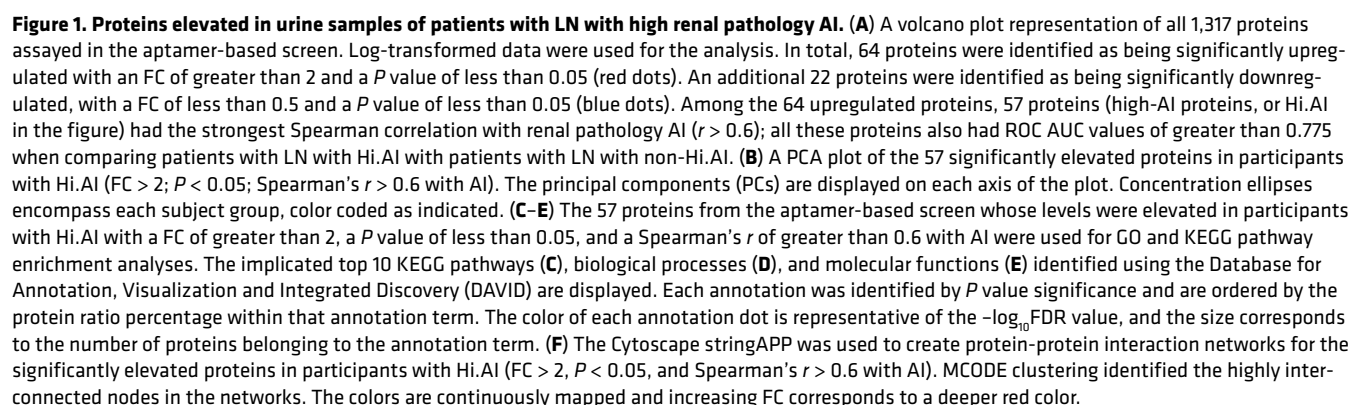 Figure 1. Proteins elevated in urine samples of patients with LN with high renal pathology AI. (A) A volcano plot representation of all 1,317 proteins
assayed in the aptamer-based screen. Log-transformed data were used for the analysis. In total, 64 proteins were identified as being significantly upreg-
ulated with an FC of greater than 2 and a P value of less than 0.05 (red dots). An additional 22 proteins were identified as being significantly downreg-
ulated, with a FC of less than 0.5 and a P value of less than 0.05 (blue dots). Among the 64 upregulated proteins, 57 proteins (high-AI proteins, or Hi.AI
in the figure) had the strongest Spearman correlation with renal pathology AI (r > 0.6); all these proteins also had ROC AUC values of greater than 0.775
when comparing patients with LN with Hi.AI with patients with LN with non-Hi.AI. (B) A PCA plot of the 57 significantly elevated proteins in participants
with Hi.AI (FC > 2; P < 0.05; Spearman's r > 0.6 with AI). The principal components (PCs) are displayed on each axis of the plot. Concentration ellipses
encompass each subject group, color coded as indicated. (C–E) The 57 proteins from the aptamer-based screen whose levels were elevated in participants
with Hi.AI with a FC of greater than 2, a P value of less than 0.05, and a Spearman's r of greater than 0.6 with AI were used for GO and KEGG pathway
enrichment analyses. The implicated top 10 KEGG pathways (C), biological processes (D), and molecular functions (E) identified using the Database for
Annotation, Visualization and Integrated Discovery (DAVID) are displayed. Each annotation was identified by P value significance and are ordered by the
protein ratio percentage within that annotation term. The color of each annotation dot is representative of the –log10FDR value, and the size corresponds
to the number of proteins belonging to the annotation term. (F) The Cytoscape stringAPP was used to create protein-protein interaction networks for the
significantly elevated proteins in participants with Hi.AI (FC > 2, P < 0.05, and Spearman's r > 0.6 with AI). MCODE clustering identified the highly inter-
connected nodes in the networks. The colors are continuously mapped and increasing FC corresponds to a deeper red color.